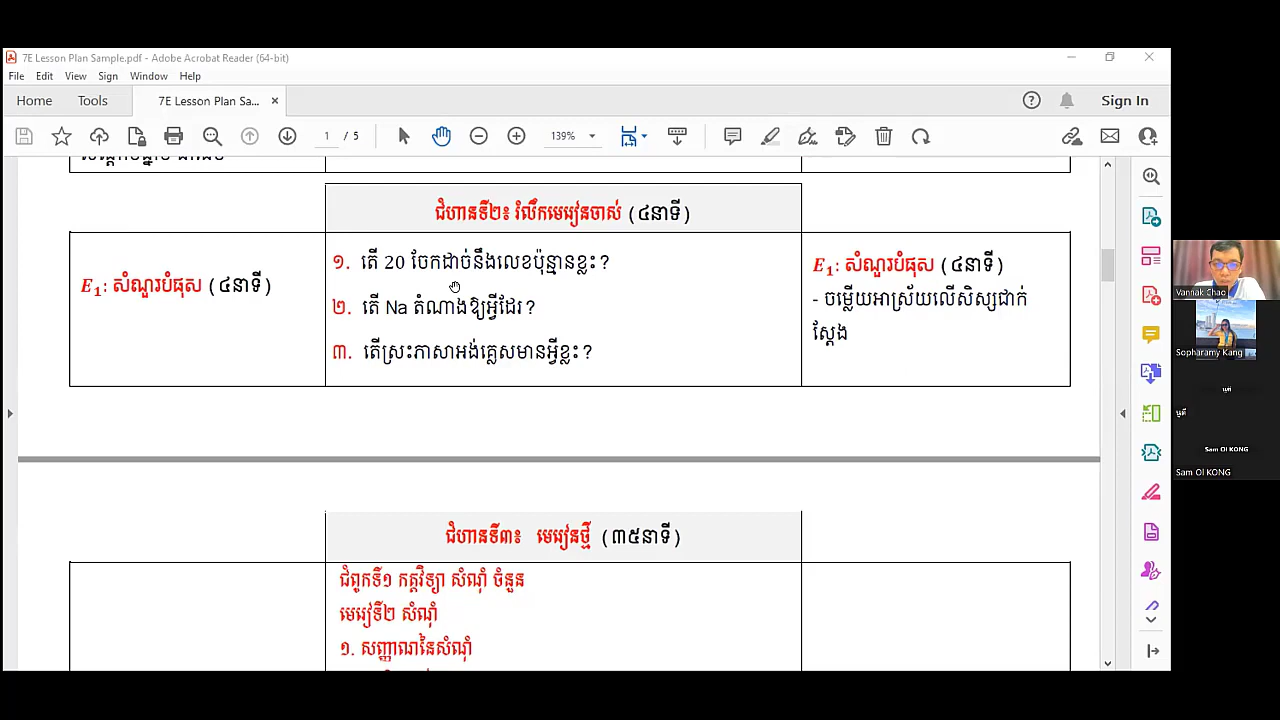 7E Lesson Plan Sample.pdf - Adobe Acrobat Reader (64-bit)
File Edit View Sign Window Help
Home Tools 7E Lesson Plan Sa... × Sign In
1 / 5 139%
ជំហានទី២៖ រំលឹកមេរៀនចាស់ (៤នាទី)
E1: សំណួរបំផុស (៤នាទី)
១. តើ 20 ចែកដាច់នឹងលេខប៉ុន្មានខ្លះ?
២. តើ Na តំណាងឱ្យអ្វីដែរ?
៣. តើស្រះភាសាអង់គ្លេសមានអ្វីខ្លះ?
E1: សំណួរបំផុស (៤នាទី)
- ចម្លើយអាស្រ័យលើសិស្សជាក់
ស្តែង
ជំហានទី៣៖ មេរៀនថ្មី (៣៥នាទី)
ជំពូកទី១ តក្កវិទ្យា សំណុំ ចំនួន
មេរៀទី២ សំណុំ
១. សញ្ញាណនៃសំណុំ
Vannak Chao
Sopharamy Kang
Sam Ol KONG
Sam Ol KONG